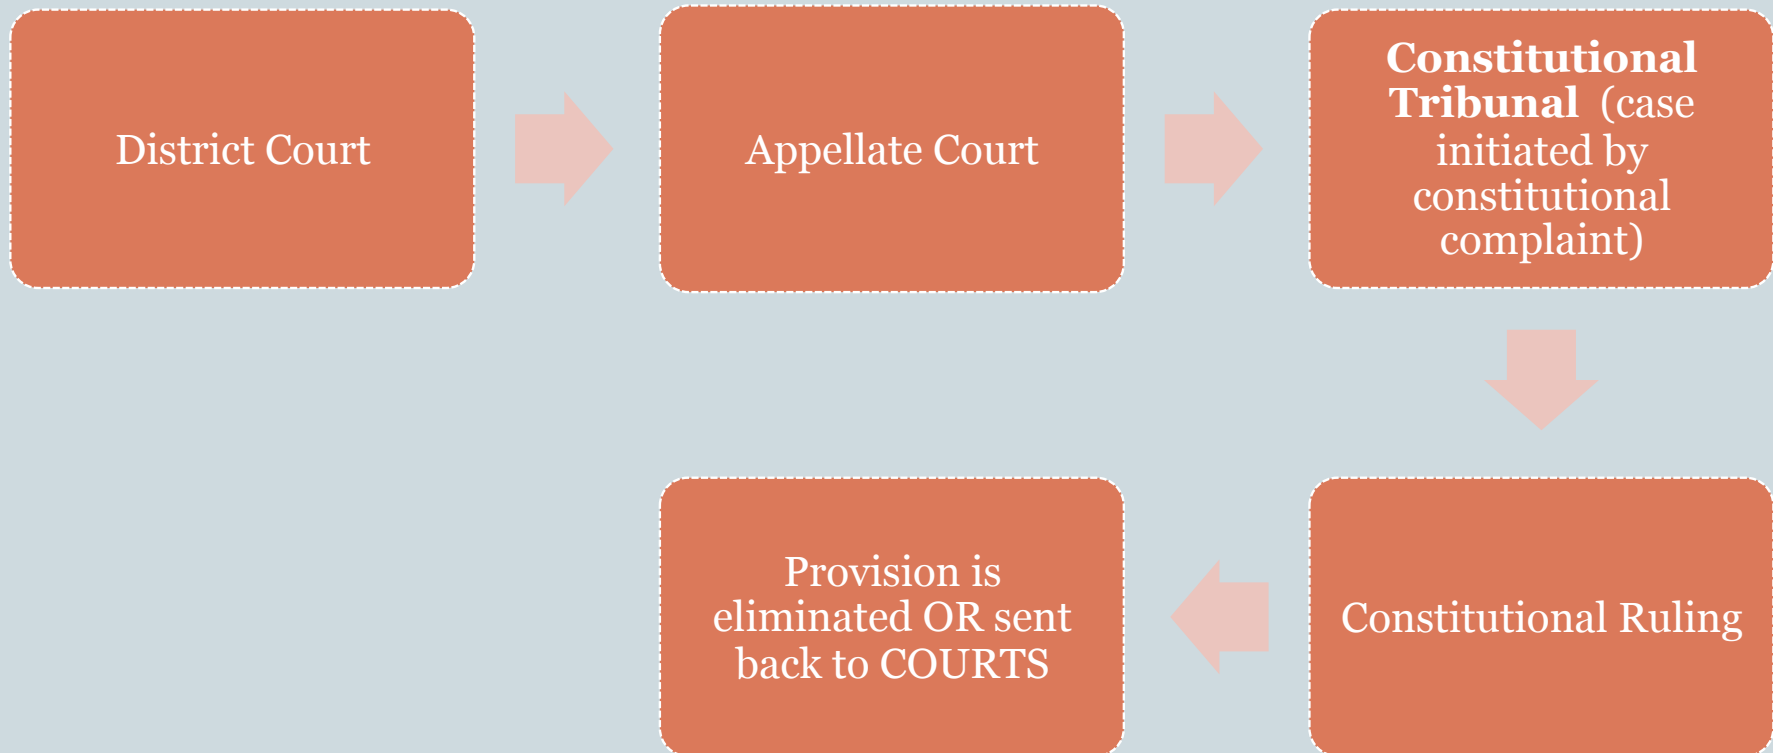 District Court
Appellate Court
Constitutional
Tribunal (case
initiated by
constitutional
complaint)
Constitutional Ruling
Provision is
eliminated OR sent
back to COURTS